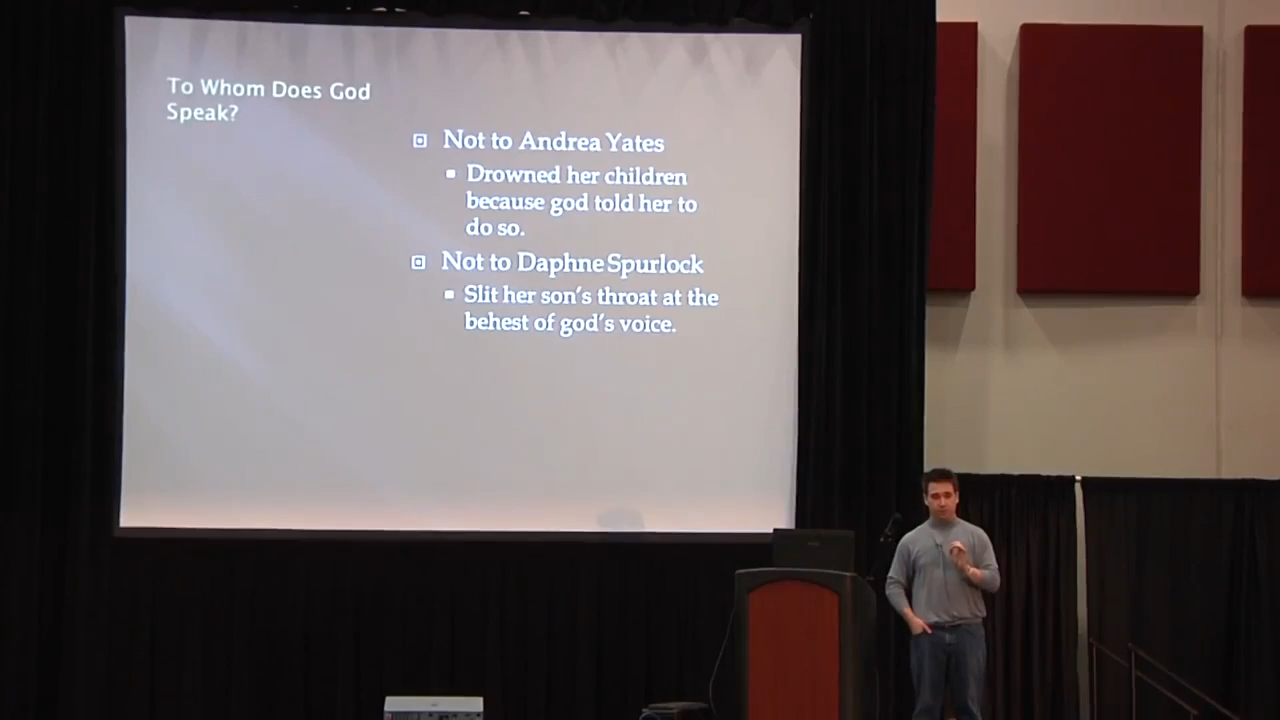 To Whom Does God
Speak?
Not to Andrea Yates
Drowned her children
because god told her to
do so.
Not to Daphne Spurlock
Slit her son's throat at the
behest of god's voice.